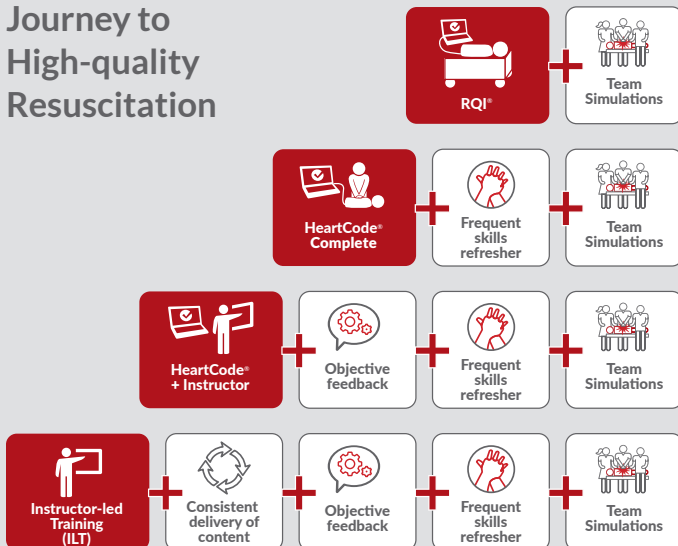 Journey to
High-quality
Resuscitation
RQI®
Team
Simulations
HeartCode®
Complete
Frequent
skills
refresher
Team
Simulations
HeartCode®
+ Instructor
Objective
feedback
Frequent
skills
refresher
Team
Simulations
Instructor-led
Training
(ILT)
Consistent
delivery of
content
Objective
feedback
Frequent
skills
refresher
Team
Simulations